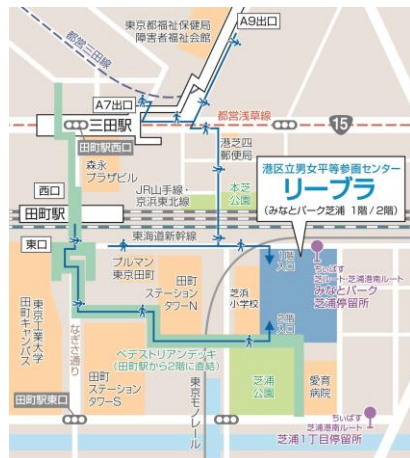 東京都福祉保健局
障害者福祉会館
A9出口
都営三田線
A7出口
都営浅草線
15
三田駅
田町駅西口
港芝四
郵便局
森永
プラザビル
港区立男女平等参画センター
リーブラ
(みなとパーク芝浦 1階/2階)
西口
JR山手線・
京浜東北線
本芝
公園
田町駅
東海道新幹線
東口
プルマン
東京田町
1階
入口
ちぃばす
芝ルート・芝浦港南ルート
みなとパーク
芝浦停留所
田町
ステーション
タワーN
芝浜
小学校
2階
入口
東京工業大学
田町キャンパス
なぎさ通り
ペデストリアンデッキ
(田町駅から2階に直結)
田町
ステーション
タワーS
東京モノレール
芝浦
公園
愛育
病院
田町駅東口
ちぃばす
芝浦港南ルート
芝浦1丁目停留所